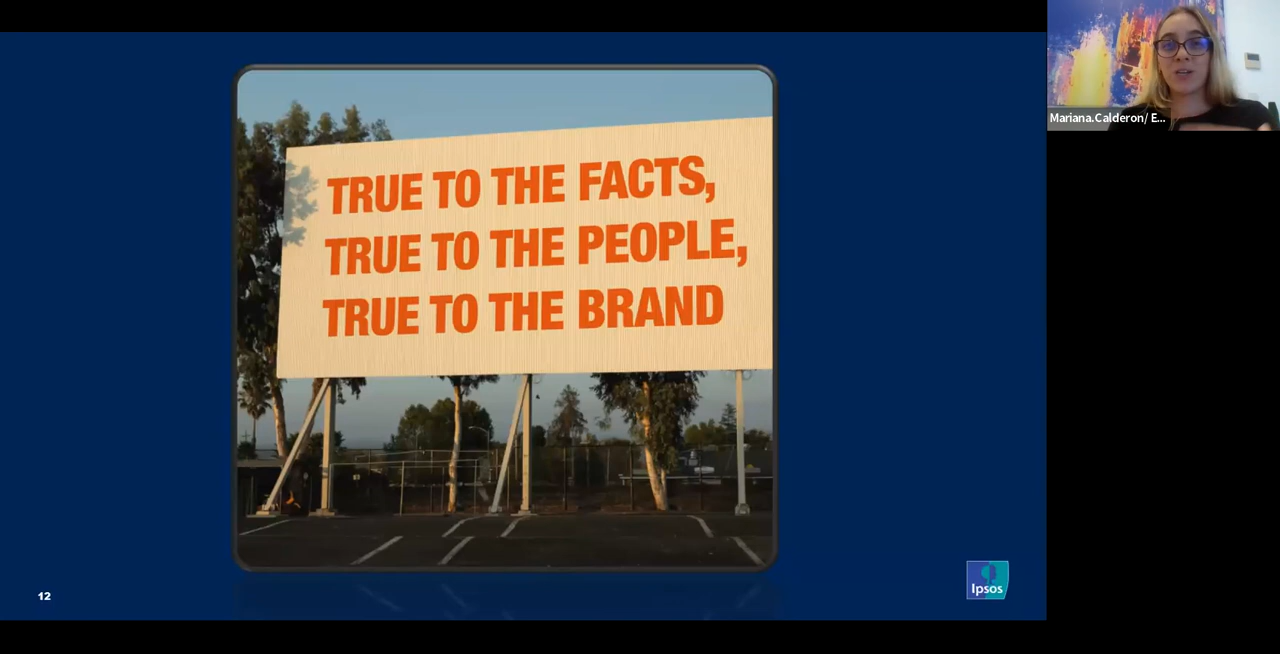 Mariana.Calderon/ E...
TRUE TO THE FACTS,
TRUE TO THE PEOPLE,
TRUE TO THE BRAND
Ipsos
12